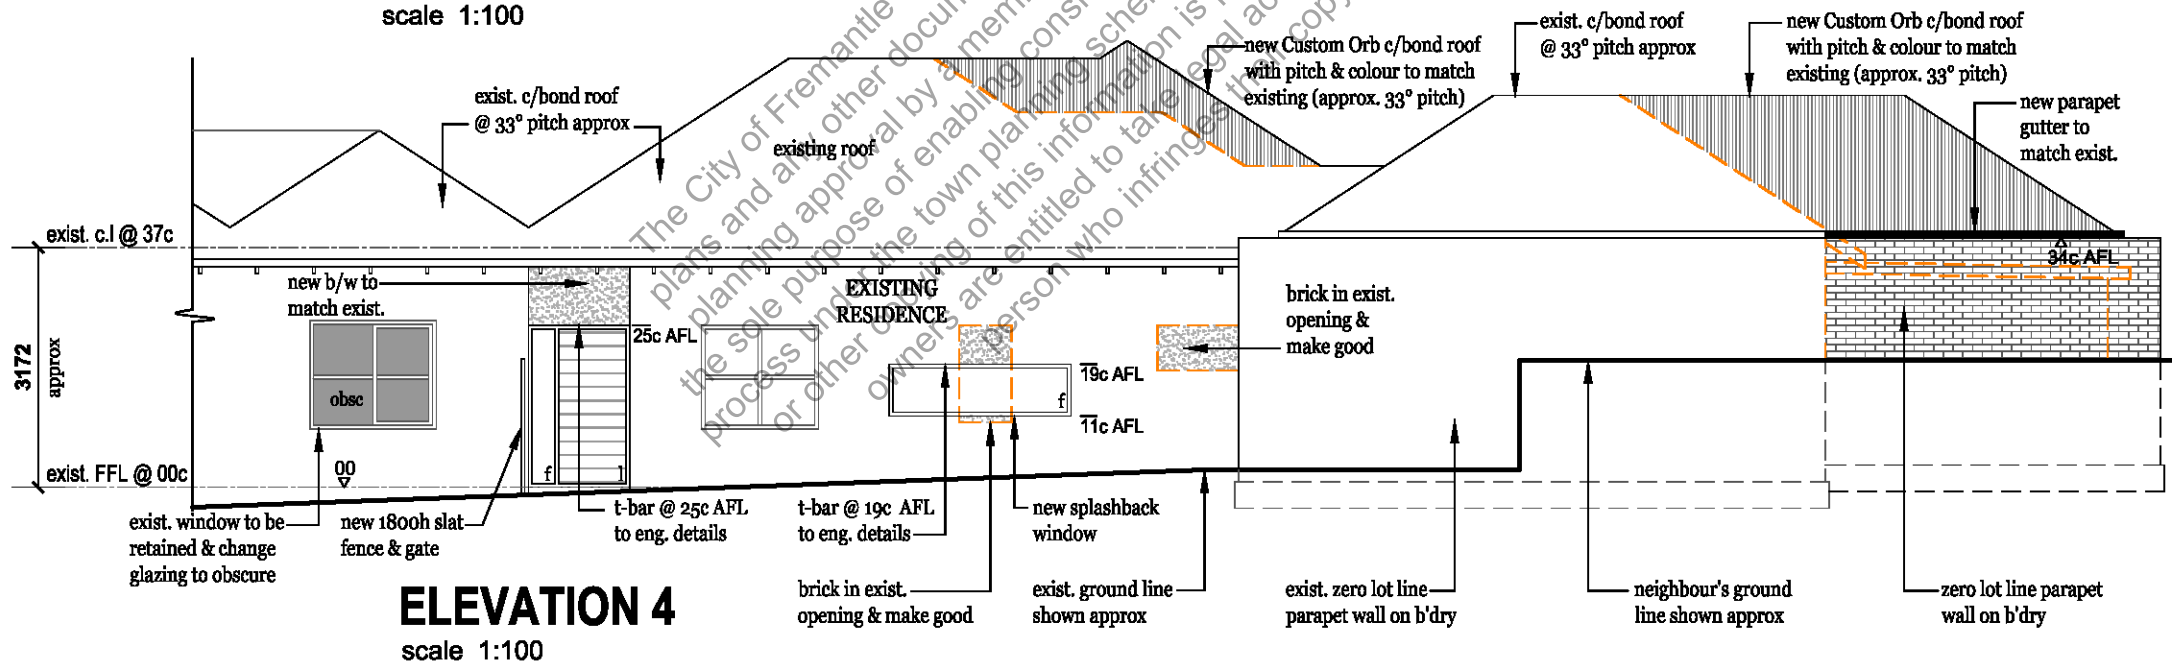 scale 1:100
exist. c/bond roof
@ 33° pitch approx
existing roof
new Custom Orb c/bond roof
with pitch & colour to match
existing (approx. 33° pitch)
exist. c/bond roof
@ 33° pitch approx
new Custom Orb c/bond roof
with pitch & colour to match
existing (approx. 33° pitch)
new parapet
gutter to
match exist.
The City of Fremantle
plans and any other docum
planning approval by a mem
the sole purpose of enabling cons
process under the town planning sche
or other copying of this information is
owners are entitled to take legal ac
person who infringes their copy
exist. c.l @ 37c
3172
approx
exist. FFL @ 00c
new b/w to
match exist.
obsc
00
f
l
25c AFL
EXISTING
RESIDENCE
19c AFL
f
11c AFL
brick in exist.
opening &
make good
34c AFL
exist. window to be
retained & change
glazing to obscure
new 1800h slat
fence & gate
t-bar @ 25c AFL
to eng. details
t-bar @ 19c AFL
to eng. details
new splashback
window
brick in exist.
opening & make good
exist. ground line
shown approx
exist. zero lot line
parapet wall on b'dry
neighbour's ground
line shown approx
zero lot line parapet
wall on b'dry
ELEVATION 4
scale 1:100